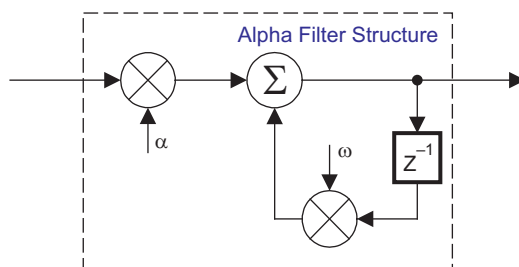 Alpha Filter Structure
Σ
α
ω
Z⁻¹